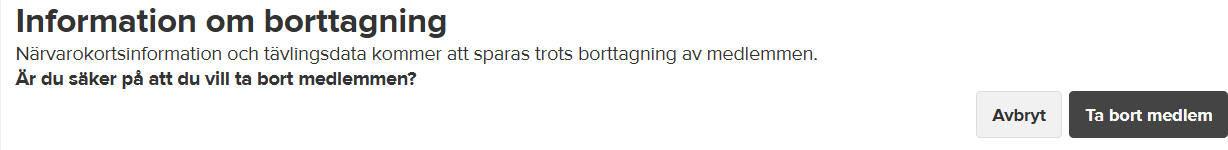 Information om borttagning
Närvarokortsinformation och tävlingsdata kommer att sparas trots borttagning av medlemmen.
Är du säker på att du vill ta bort medlemmen?
Avbryt
Ta bort medlem